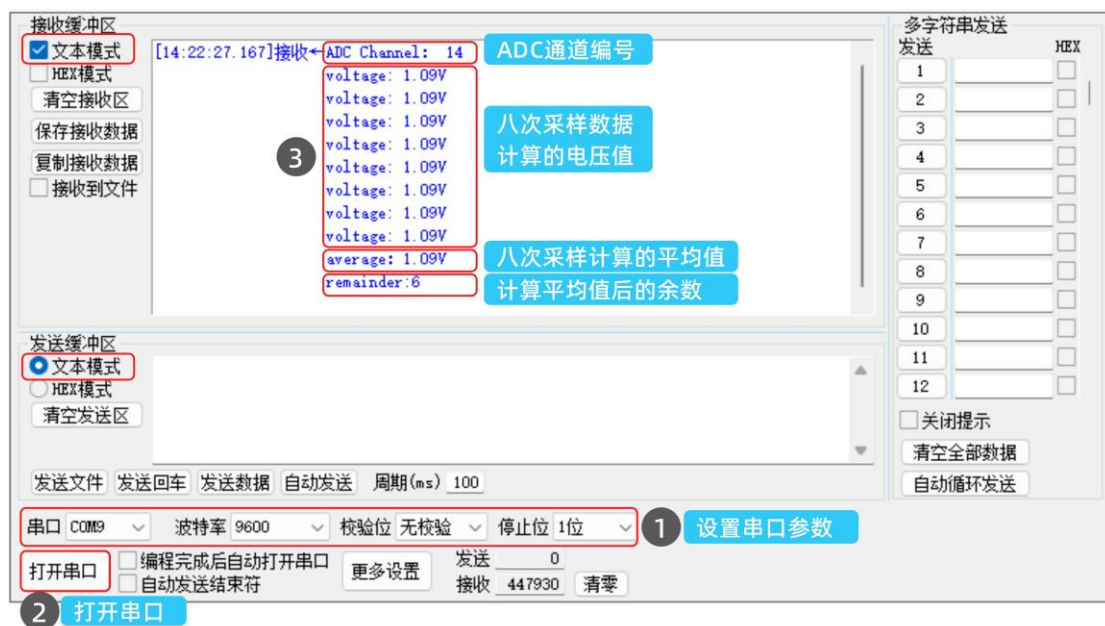 接收缓冲区
文本模式
HEX模式
清空接收区
保存接收数据
复制接收数据
接收到文件
[14:22:27.167]接收←ADC Channel: 14
voltage: 1.09V
voltage: 1.09V
voltage: 1.09V
voltage: 1.09V
voltage: 1.09V
voltage: 1.09V
voltage: 1.09V
voltage: 1.09V
average: 1.09V
remainder:6
ADC通道编号
3
八次采样数据
计算的电压值
八次采样计算的平均值
计算平均值后的余数
多字符串发送
发送 HEX
1
2
3
4
5
6
7
8
9
10
11
12
关闭提示
清空全部数据
自动循环发送
发送缓冲区
文本模式
HEX模式
清空发送区
发送文件 发送回车 发送数据 自动发送 周期(ms) 100
串口 COM9 波特率 9600 校验位 无校验 停止位 1位
1 设置串口参数
打开串口
编程完成后自动打开串口
自动发送结束符
更多设置
发送 0
接收 447930 清零
2 打开串口